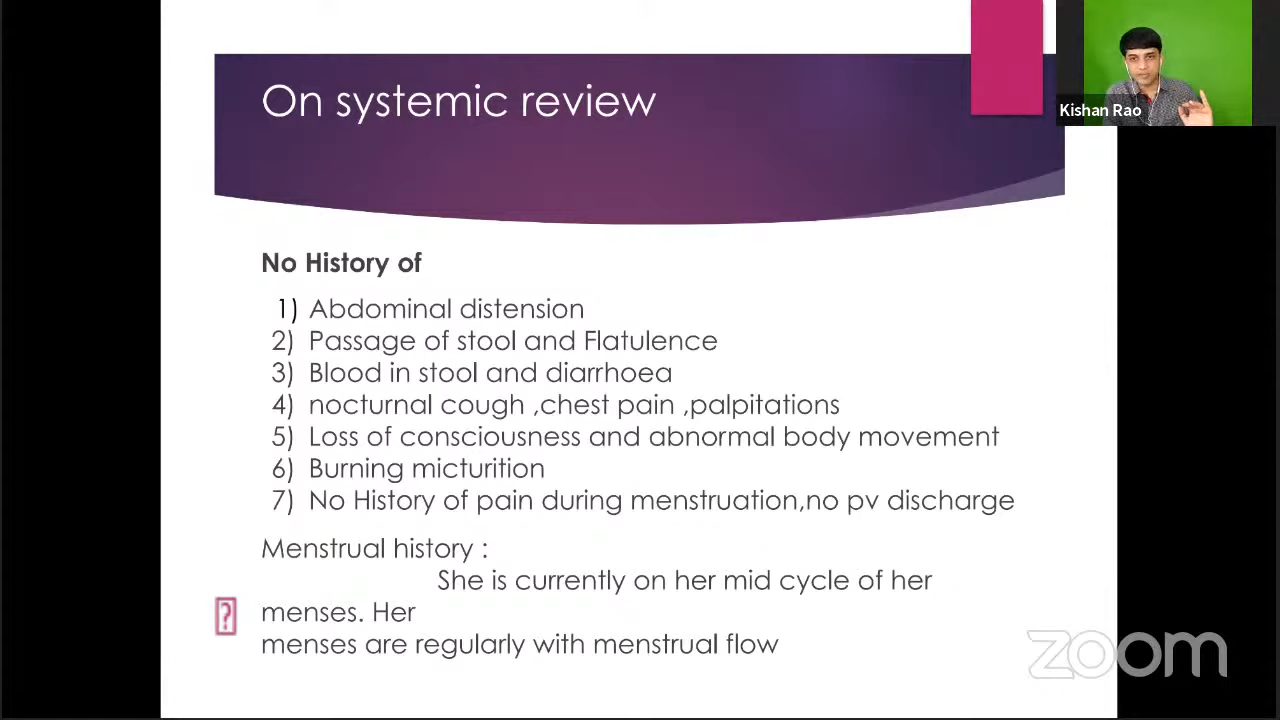 On systemic review
Kishan Rao
No History of
1) Abdominal distension
2) Passage of stool and Flatulence
3) Blood in stool and diarrhoea
4) nocturnal cough ,chest pain ,palpitations
5) Loss of consciousness and abnormal body movement
6) Burning micturition
7) No History of pain during menstruation,no pv discharge
Menstrual history :
She is currently on her mid cycle of her
menses. Her
menses are regularly with menstrual flow
zoom